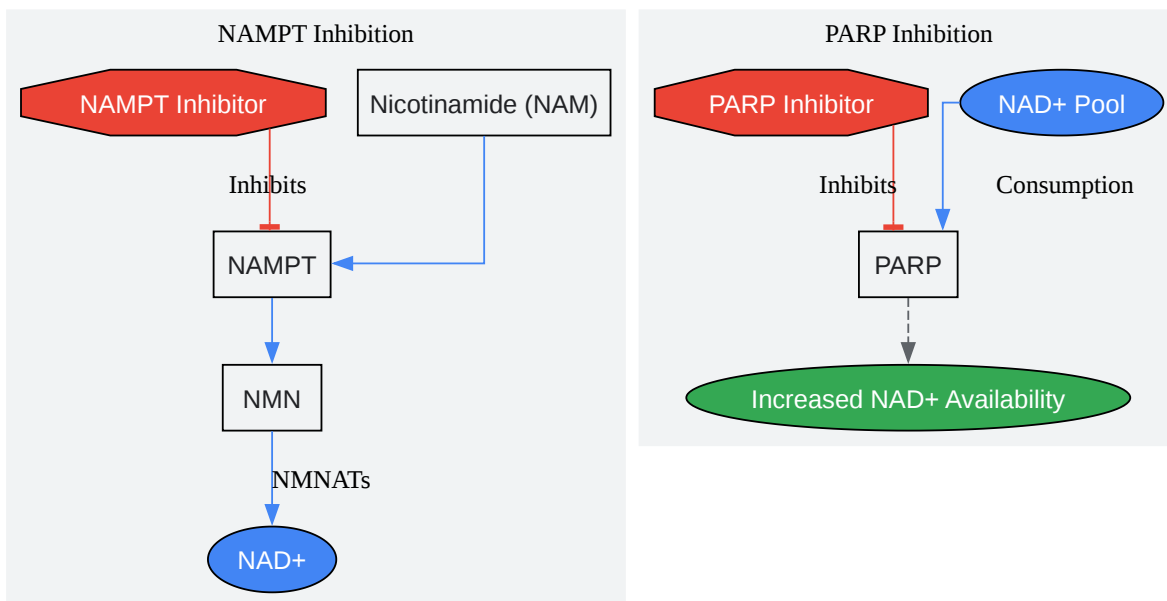 NAMPT Inhibition
NAMPT Inhibitor
Nicotinamide (NAM)
Inhibits
NAMPT
NMN
NMNATs
NAD+
PARP Inhibition
PARP Inhibitor
NAD+ Pool
Inhibits
Consumption
PARP
Increased NAD+ Availability